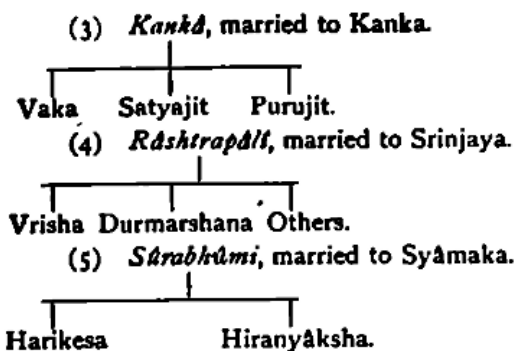 (3) Kankâ, married to Kanka.
Vaka Satyajit Purujit.
(4) Râshtrapâlî, married to Srinjaya.
Vrisha Durmarshana Others.
(5) Sûrabhûmi, married to Syâmaka.
Harikesa Hiranyâksha.